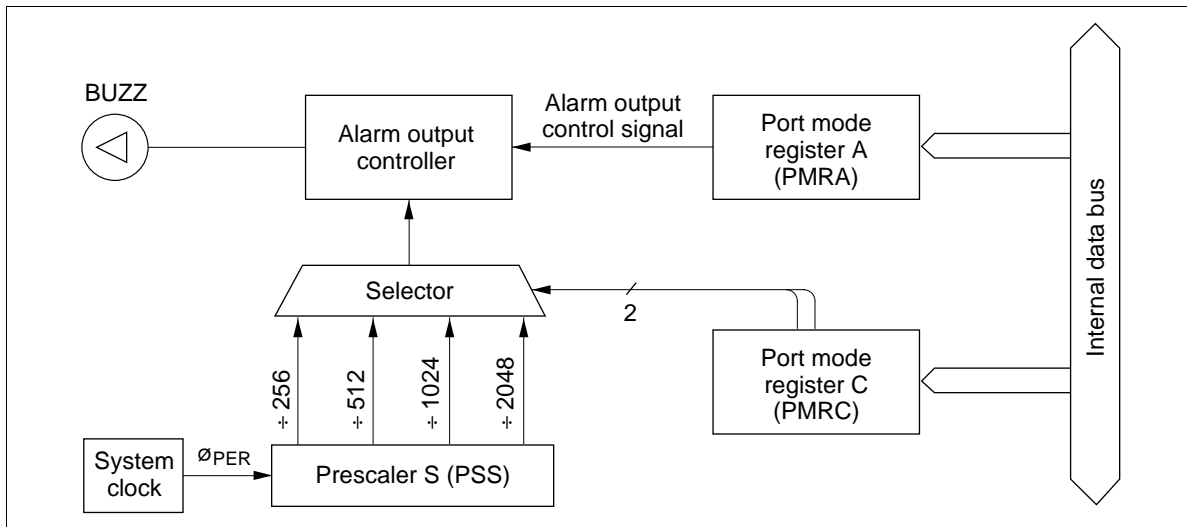 BUZZ
Alarm output
controller
Alarm output
control signal
Port mode
register A
(PMRA)
Internal data bus
Selector
2
Port mode
register C
(PMRC)
÷ 256
÷ 512
÷ 1024
÷ 2048
System
clock
øPER
Prescaler S (PSS)